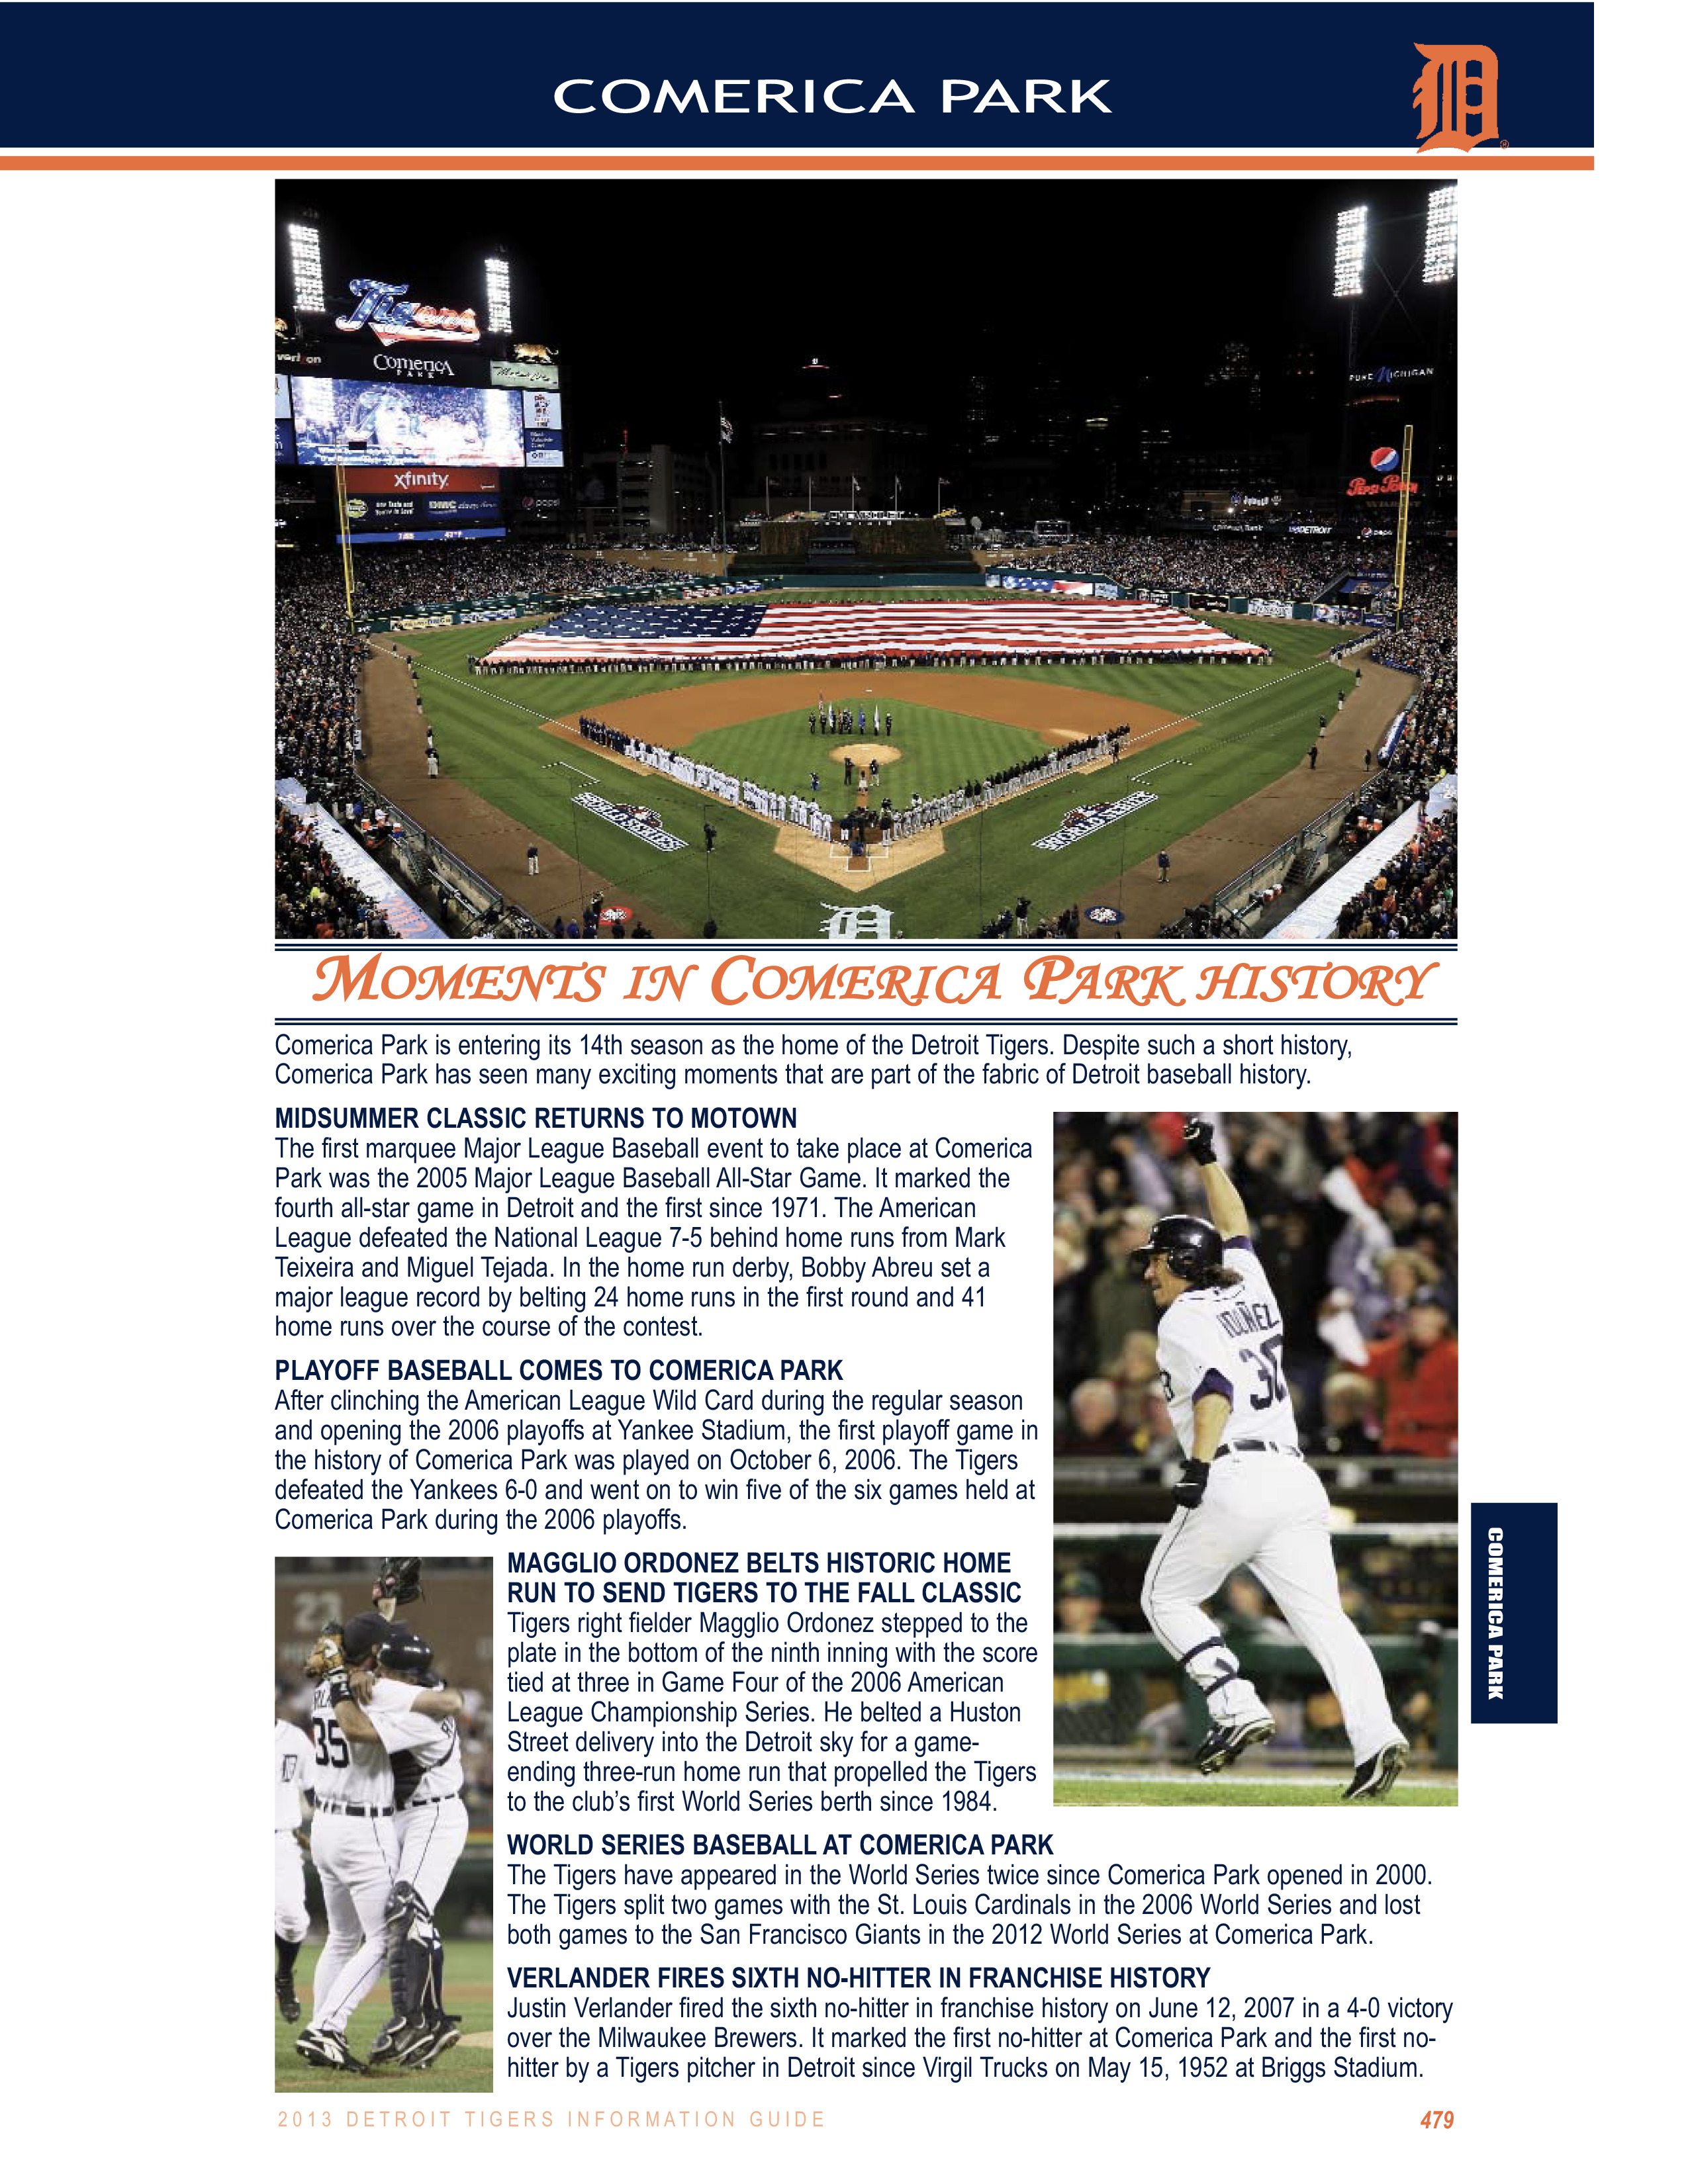 COMERICA PARK
D
Tigers
verizon
COMERICA
PARK
PURE MICHIGAN
xfinity
DMC
pepsi
CHEVROLET
DETROIT
pepsi
D
MOMENTS IN COMERICA PARK HISTORY
Comerica Park is entering its 14th season as the home of the Detroit Tigers. Despite such a short history,
Comerica Park has seen many exciting moments that are part of the fabric of Detroit baseball history.
MIDSUMMER CLASSIC RETURNS TO MOTOWN
The first marquee Major League Baseball event to take place at Comerica
Park was the 2005 Major League Baseball All-Star Game. It marked the
fourth all-star game in Detroit and the first since 1971. The American
League defeated the National League 7-5 behind home runs from Mark
Teixeira and Miguel Tejada. In the home run derby, Bobby Abreu set a
major league record by belting 24 home runs in the first round and 41
home runs over the course of the contest.
PLAYOFF BASEBALL COMES TO COMERICA PARK
After clinching the American League Wild Card during the regular season
and opening the 2006 playoffs at Yankee Stadium, the first playoff game in
the history of Comerica Park was played on October 6, 2006. The Tigers
defeated the Yankees 6-0 and went on to win five of the six games held at
Comerica Park during the 2006 playoffs.
30
23
35
MAGGLIO ORDONEZ BELTS HISTORIC HOME
RUN TO SEND TIGERS TO THE FALL CLASSIC
Tigers right fielder Magglio Ordonez stepped to the
plate in the bottom of the ninth inning with the score
tied at three in Game Four of the 2006 American
League Championship Series. He belted a Huston
Street delivery into the Detroit sky for a game-
ending three-run home run that propelled the Tigers
to the club's first World Series berth since 1984.
WORLD SERIES BASEBALL AT COMERICA PARK
The Tigers have appeared in the World Series twice since Comerica Park opened in 2000.
The Tigers split two games with the St. Louis Cardinals in the 2006 World Series and lost
both games to the San Francisco Giants in the 2012 World Series at Comerica Park.
VERLANDER FIRES SIXTH NO-HITTER IN FRANCHISE HISTORY
Justin Verlander fired the sixth no-hitter in franchise history on June 12, 2007 in a 4-0 victory
over the Milwaukee Brewers. It marked the first no-hitter at Comerica Park and the first no-
hitter by a Tigers pitcher in Detroit since Virgil Trucks on May 15, 1952 at Briggs Stadium.
COMERICA PARK
2013 DETROIT TIGERS INFORMATION GUIDE
479